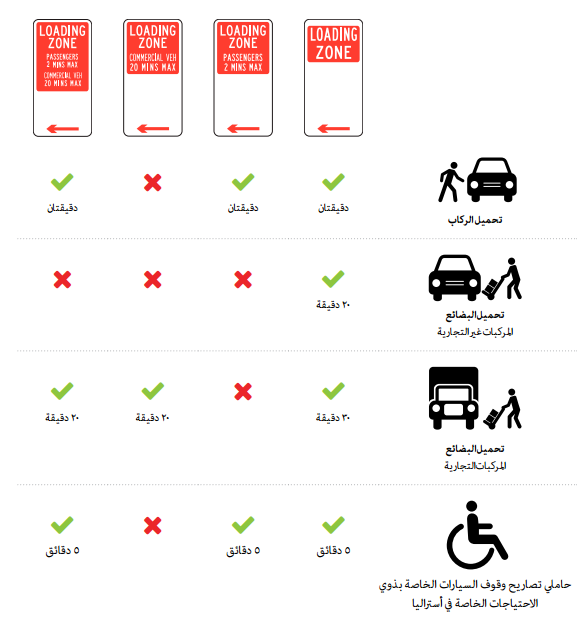 LOADING
ZONE
PASSENGERS
2 MINS MAX
COMMERCIAL VEH
20 MINS MAX
LOADING
ZONE
COMMERCIAL VEH
20 MINS MAX
LOADING
ZONE
PASSENGERS
2 MINS MAX
LOADING
ZONE
دقيقتان
دقيقتان
دقيقتان
تحميل الركاب
٢٠ دقيقة
تحميل البضائع
المركبات غير التجارية
٣٠ دقيقة
٢٠ دقيقة
٢٠ دقيقة
تحميل البضائع
المركبات التجارية
٥ دقائق
٥ دقائق
٥ دقائق
حاملي تصاريح وقوف السيارات الخاصة بذوي
الاحتياجات الخاصة في أستراليا